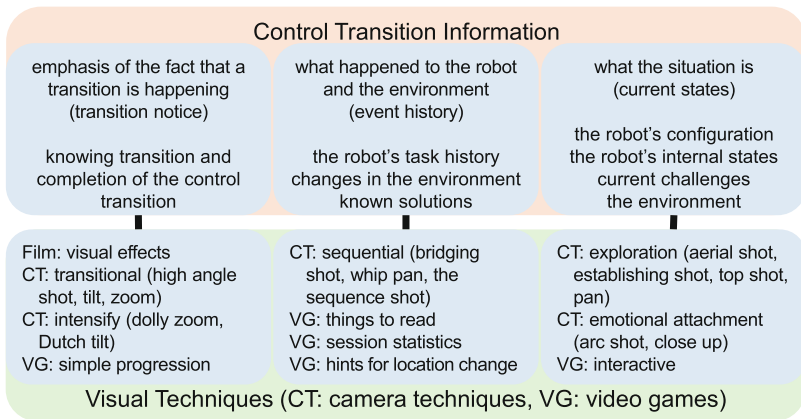 Control Transition Information
emphasis of the fact that a
transition is happening
(transition notice)
knowing transition and
completion of the control
transition
what happened to the robot
and the environment
(event history)
the robot's task history
changes in the environment
known solutions
what the situation is
(current states)
the robot's configuration
the robot's internal states
current challenges
the environment
Film: visual effects
CT: transitional (high angle
shot, tilt, zoom)
CT: intensify (dolly zoom,
Dutch tilt)
VG: simple progression
CT: sequential (bridging
shot, whip pan, the
sequence shot)
VG: things to read
VG: session statistics
VG: hints for location change
CT: exploration (aerial shot,
establishing shot, top shot,
pan)
CT: emotional attachment
(arc shot, close up)
VG: interactive
Visual Techniques (CT: camera techniques, VG: video games)